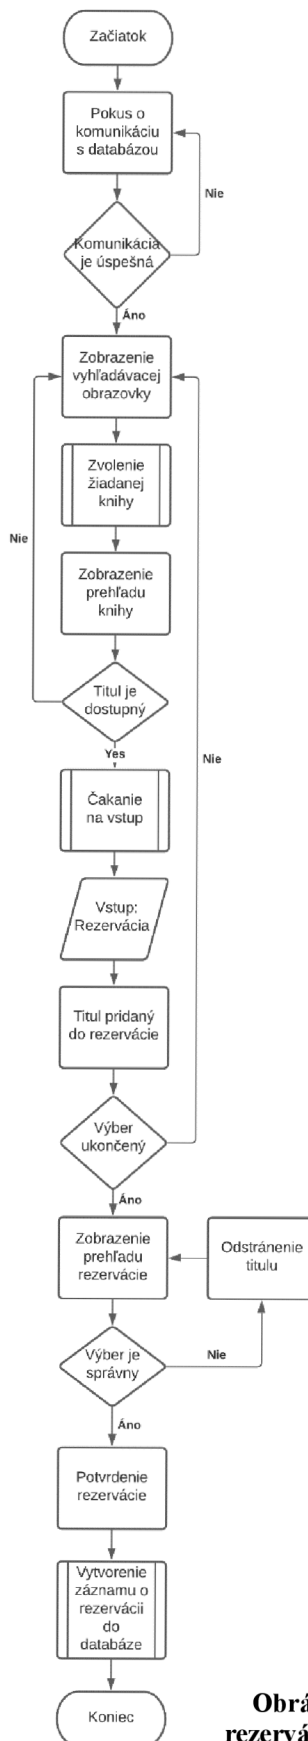 Začiatok
Pokus o
komunikáciu
s databázou
Nie
Komunikácia
je úspešná
Áno
Zobrazenie
vyhľadávacej
obrazovky
Zvolenie
žiadanej
knihy
Nie
Zobrazenie
prehľadu
knihy
Titul je
dostupný
Nie
Yes
Čakanie
na vstup
Vstup:
Rezervácia
Titul pridaný
do rezervácie
Výber
ukončený
Áno
Zobrazenie
prehľadu
rezervácie
Odstránenie
titulu
Výber je
správny
Nie
Áno
Potvrdenie
rezervácie
Vytvorenie
záznamu o
rezervácii
do
databáze
Koniec